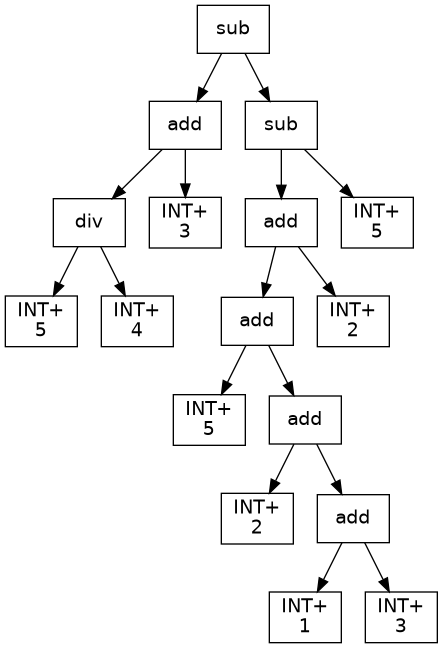 sub
add
sub
div
INT+
3
add
INT+
5
INT+
5
INT+
4
add
INT+
2
INT+
5
add
INT+
2
add
INT+
1
INT+
3